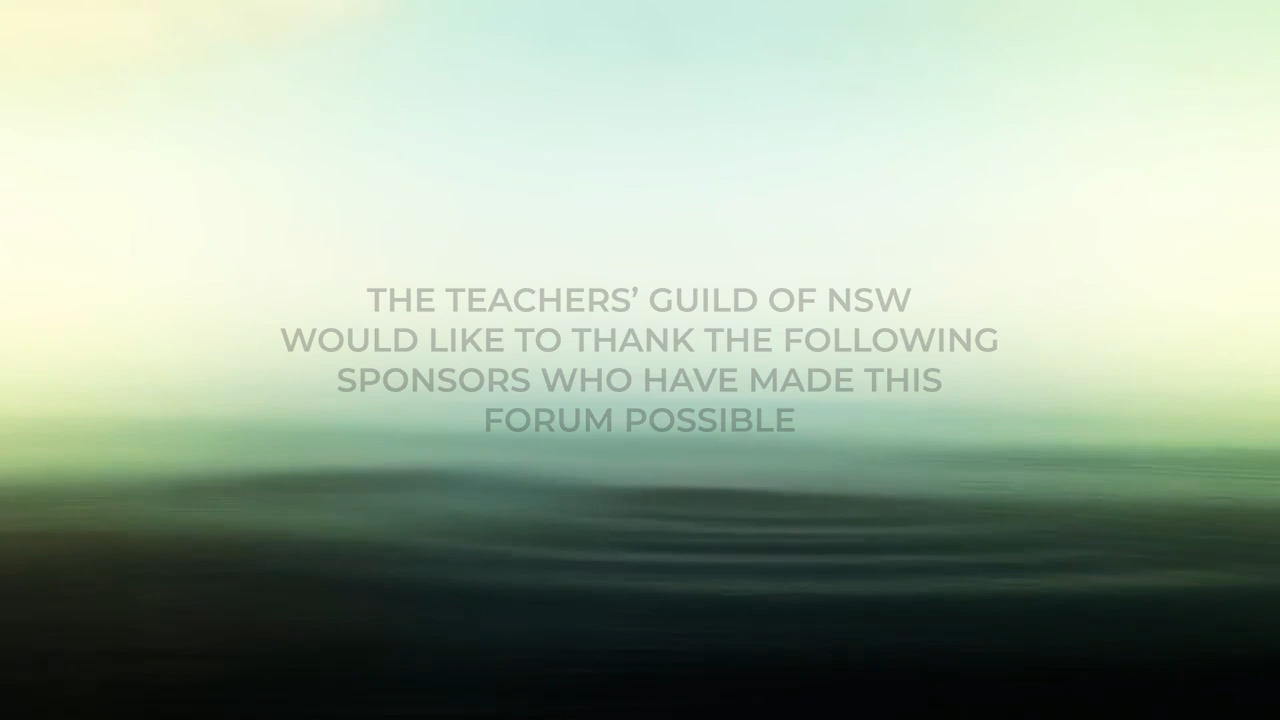 THE TEACHERS’ GUILD OF NSW
WOULD LIKE TO THANK THE FOLLOWING
SPONSORS WHO HAVE MADE THIS
FORUM POSSIBLE